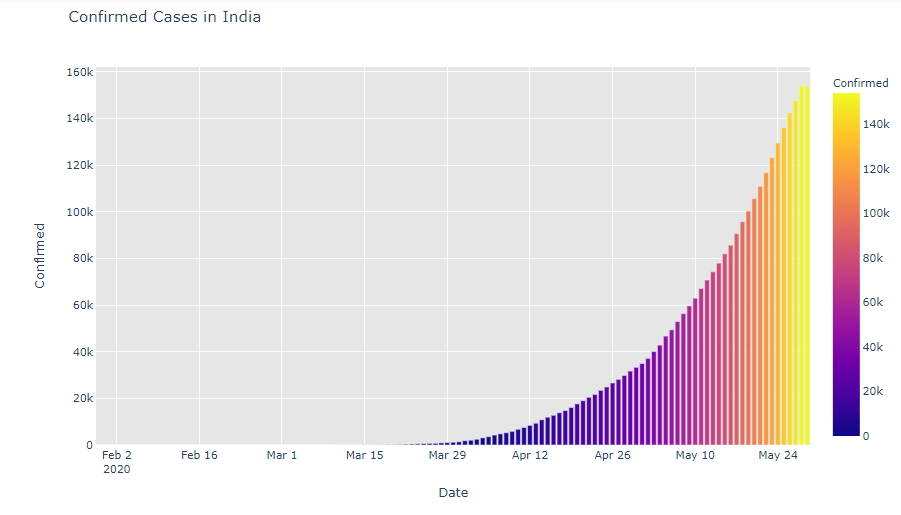 Confirmed Cases in India
Confirmed
160k
140k
120k
100k
80k
60k
40k
20k
0
Confirmed
140k
120k
100k
80k
60k
40k
20k
0
Feb 2
2020
Feb 16
Mar 1
Mar 15
Mar 29
Apr 12
Apr 26
May 10
May 24
Date